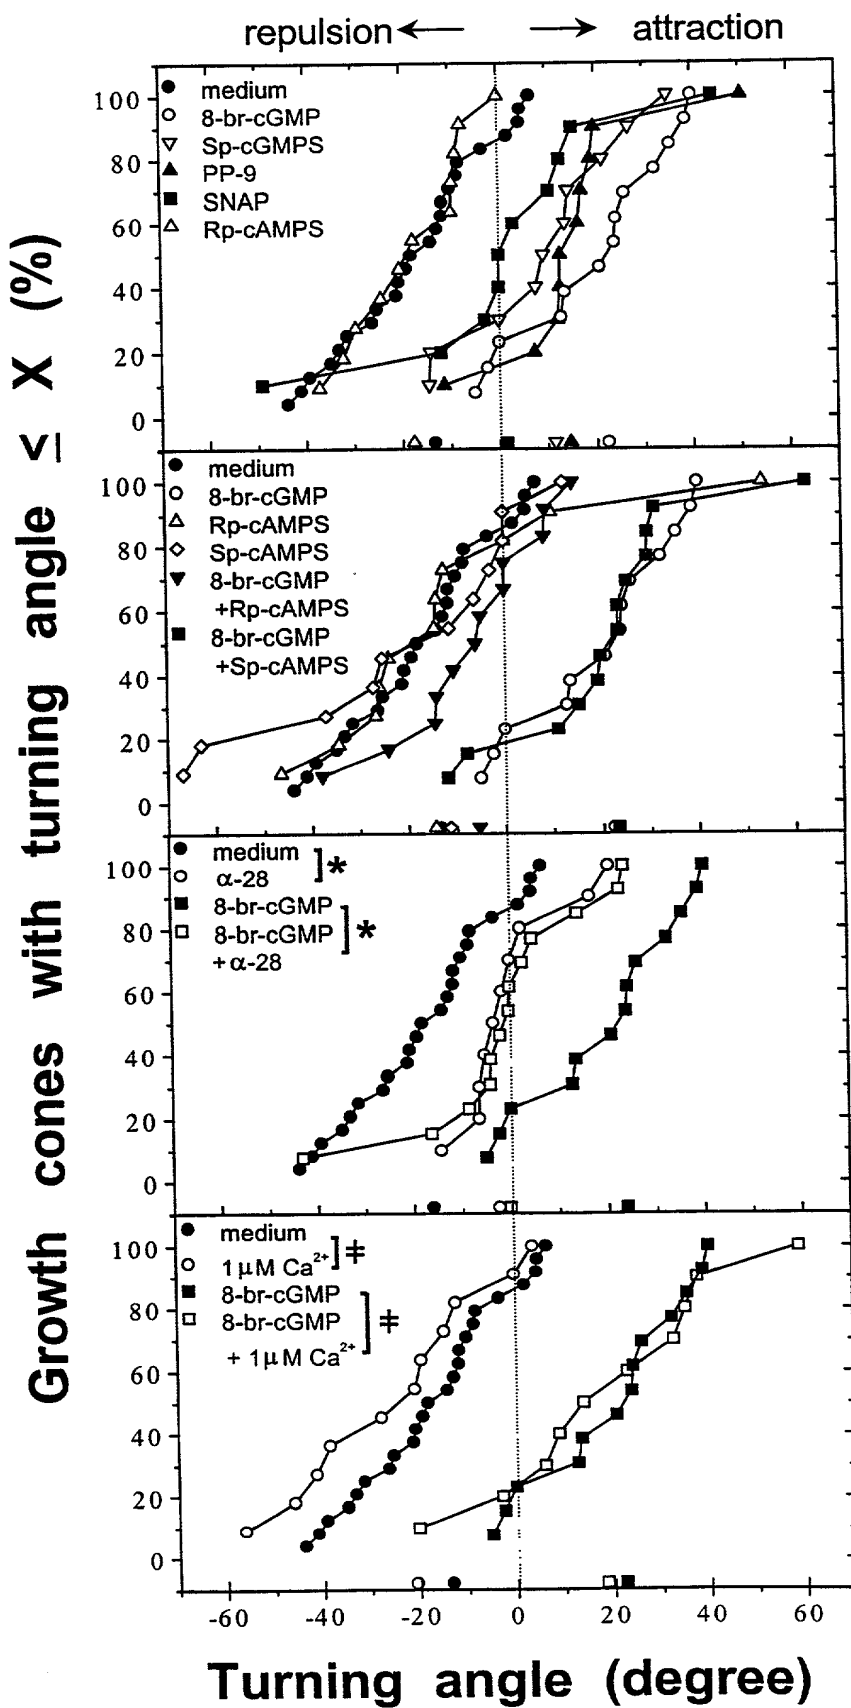 repulsion ← → attraction
medium
8-br-cGMP
Sp-cGMPS
PP-9
SNAP
Rp-cAMPS
100
80
60
40
20
0
medium
8-br-cGMP
Rp-cAMPS
Sp-cAMPS
8-br-cGMP
+Rp-cAMPS
8-br-cGMP
+Sp-cAMPS
100
80
60
40
20
0
medium ]*
α-28
8-br-cGMP
8-br-cGMP ]*
+ α-28
100
80
60
40
20
0
medium ]‡
1μM Ca²⁺
8-br-cGMP
8-br-cGMP ]‡
+ 1μM Ca²⁺
100
80
60
40
20
0
-60 -40 -20 0 20 40 60
Turning angle (degree)
Growth cones with turning angle ≤ X (%)